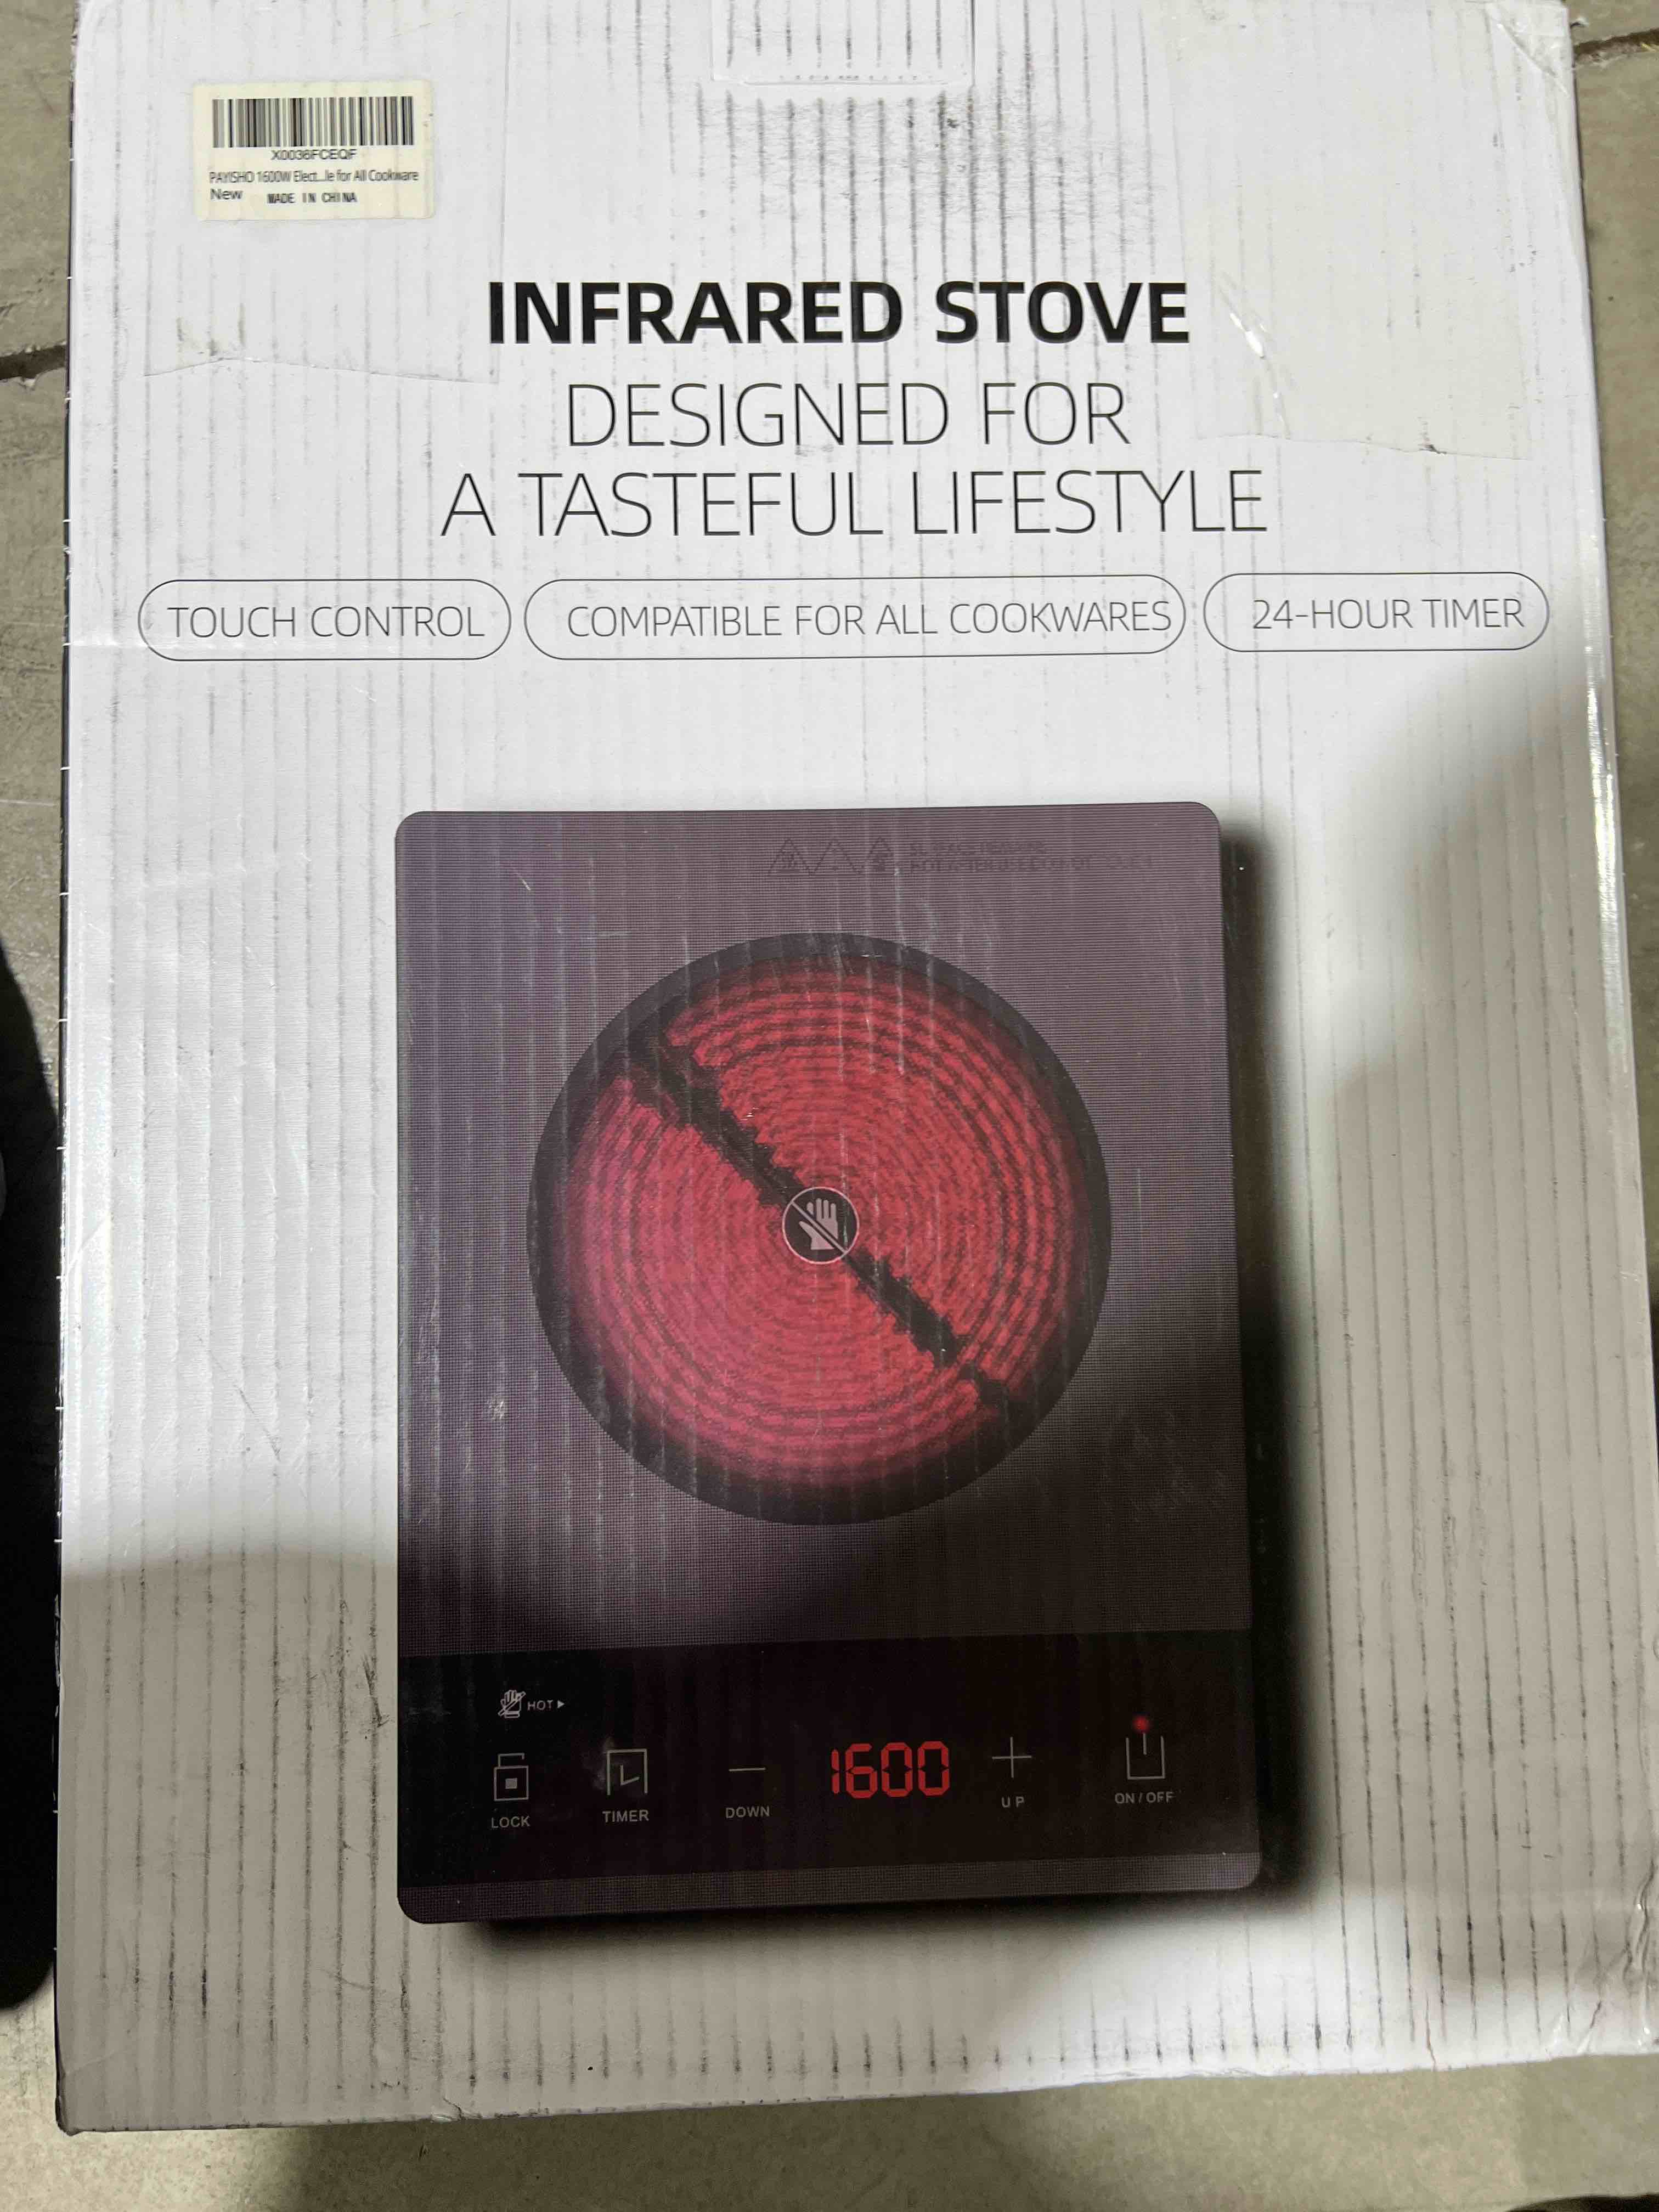 X0036FCEQF
PAYISHO 1600W Elect...le for All Cookware
New MADE IN CHINA
INFRARED STOVE
DESIGNED FOR
A TASTEFUL LIFESTYLE
TOUCH CONTROL COMPATIBLE FOR ALL COOKWARES 24-HOUR TIMER
HOT
1600
LOCK TIMER DOWN UP ON / OFF